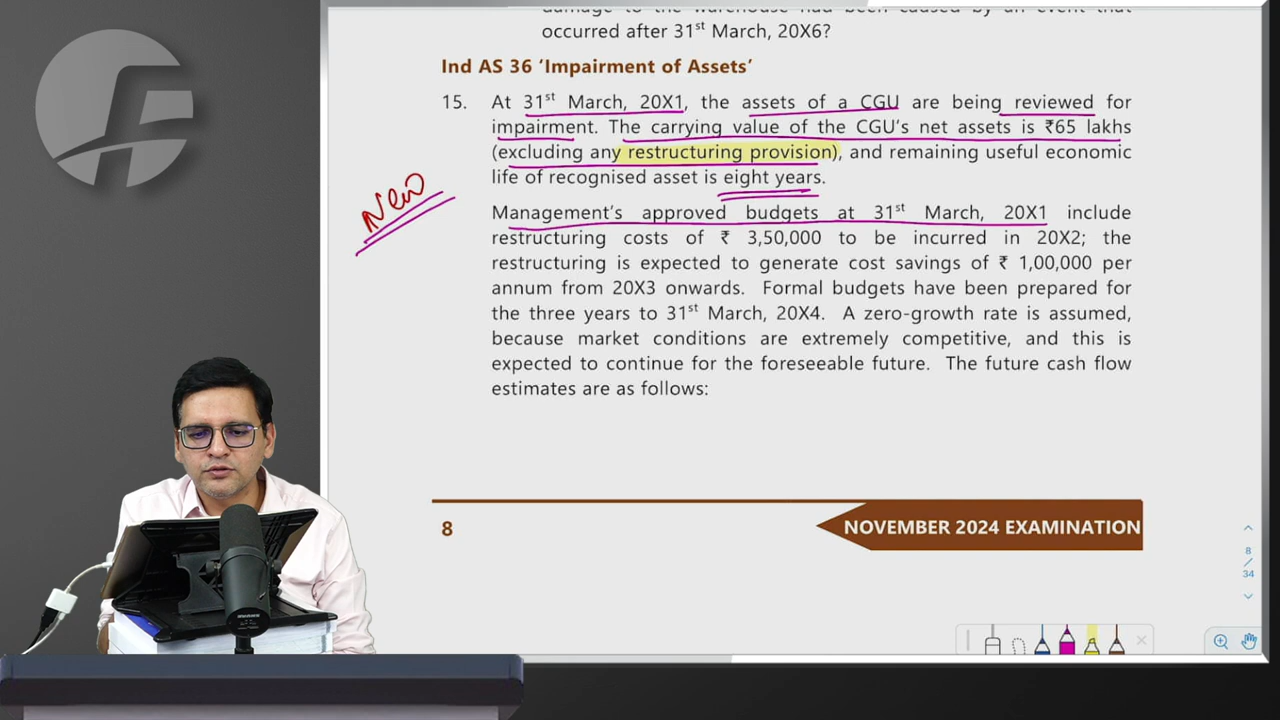 damage to the warehouse had been caused by an event that
occurred after 31st March, 20X6?
Ind AS 36 ‘Impairment of Assets’
15. At 31st March, 20X1, the assets of a CGU are being reviewed for
impairment. The carrying value of the CGU’s net assets is ₹65 lakhs
(excluding any restructuring provision), and remaining useful economic
life of recognised asset is eight years.
New
Management’s approved budgets at 31st March, 20X1 include
restructuring costs of ₹ 3,50,000 to be incurred in 20X2; the
restructuring is expected to generate cost savings of ₹ 1,00,000 per
annum from 20X3 onwards. Formal budgets have been prepared for
the three years to 31st March, 20X4. A zero-growth rate is assumed,
because market conditions are extremely competitive, and this is
expected to continue for the foreseeable future. The future cash flow
estimates are as follows:
8
NOVEMBER 2024 EXAMINATION
8
/
34